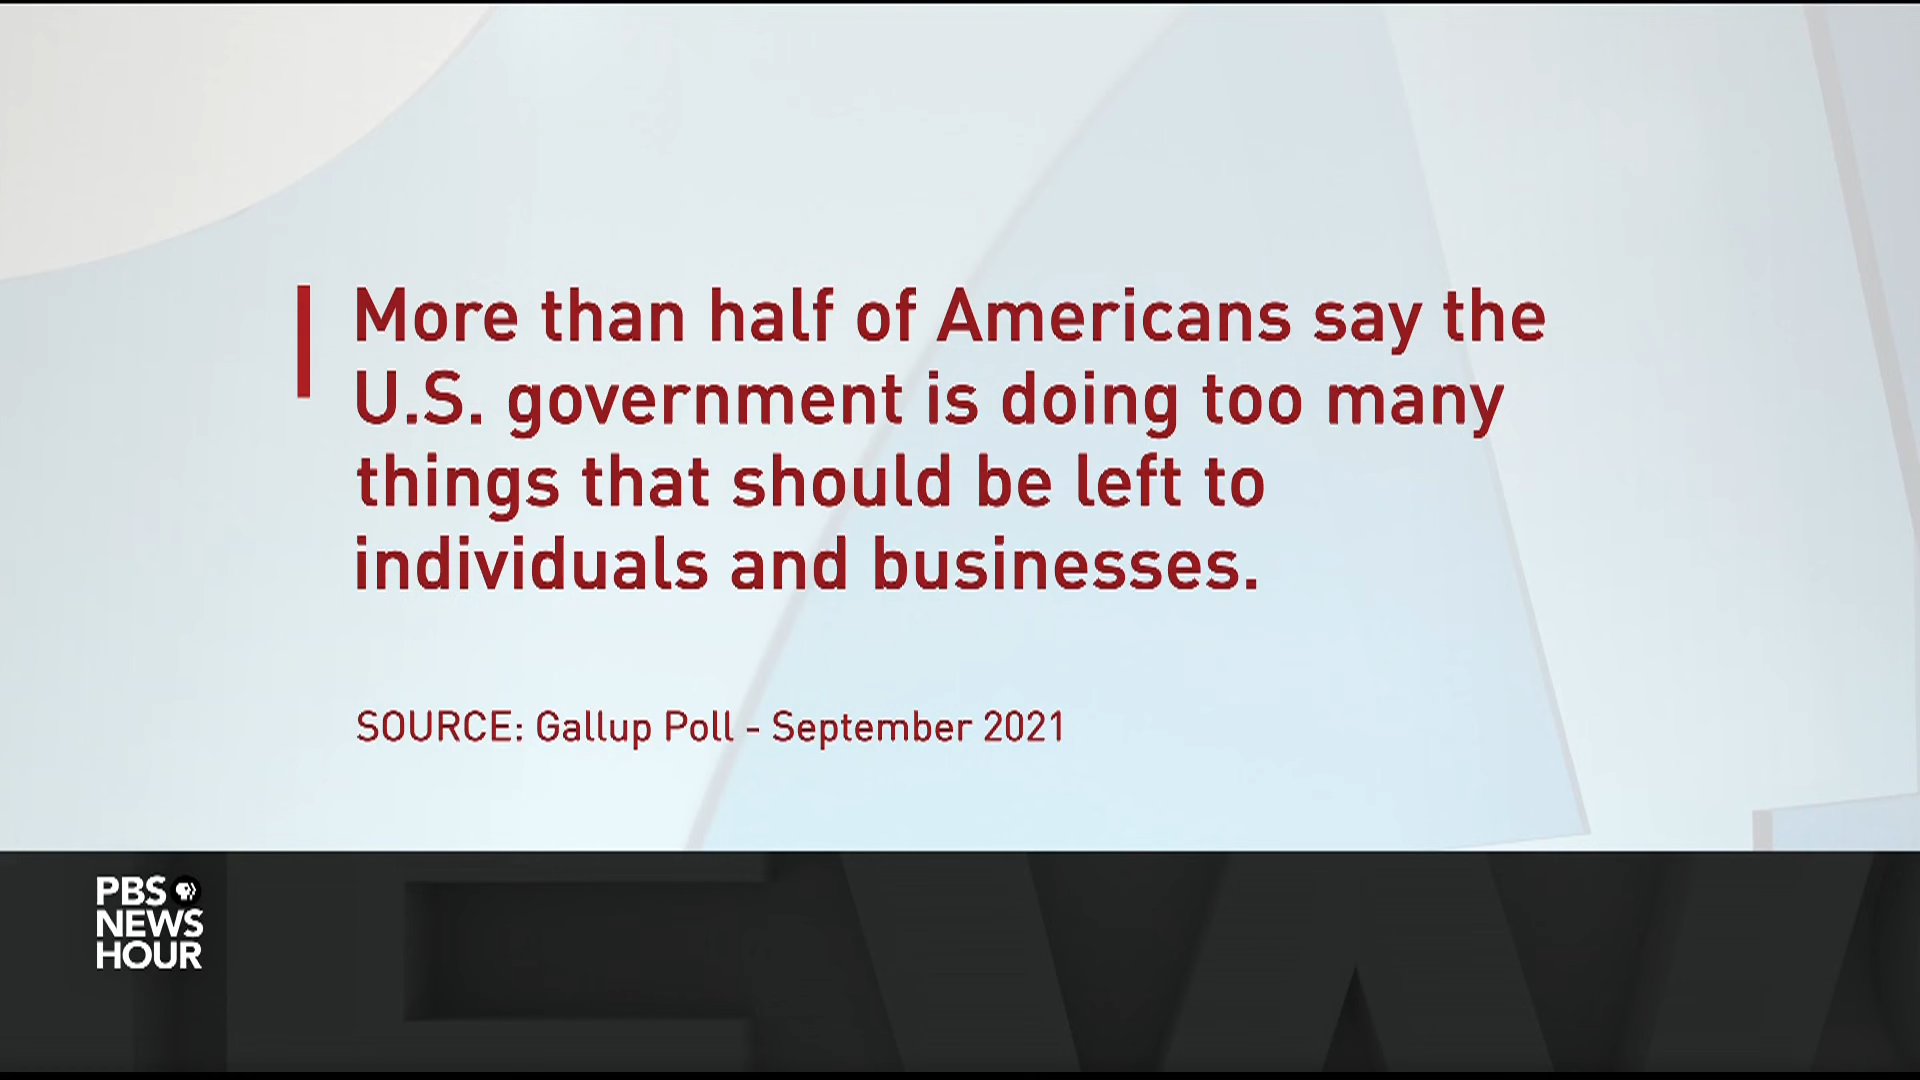 More than half of Americans say the
U.S. government is doing too many
things that should be left to
individuals and businesses.
SOURCE: Gallup Poll - September 2021
PBS
NEWS
HOUR